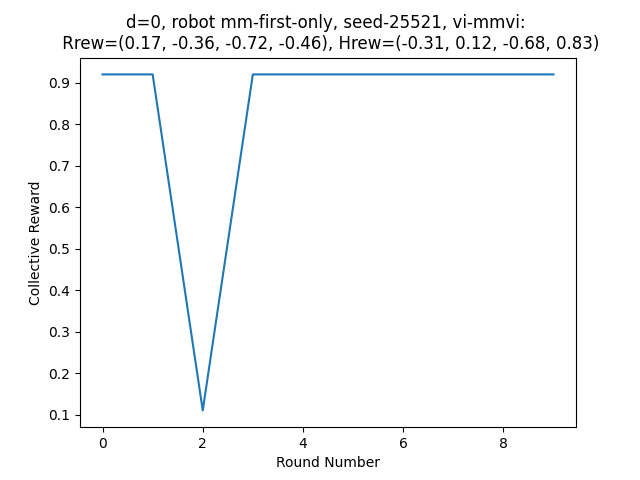 d=0, robot mm-first-only, seed-25521, vi-mmvi:
Rrew=(0.17, -0.36, -0.72, -0.46), Hrew=(-0.31, 0.12, -0.68, 0.83)
0.9
0.8
0.7
0.6
0.5
0.4
0.3
0.2
0.1
Collective Reward
0 2 4 6 8
Round Number